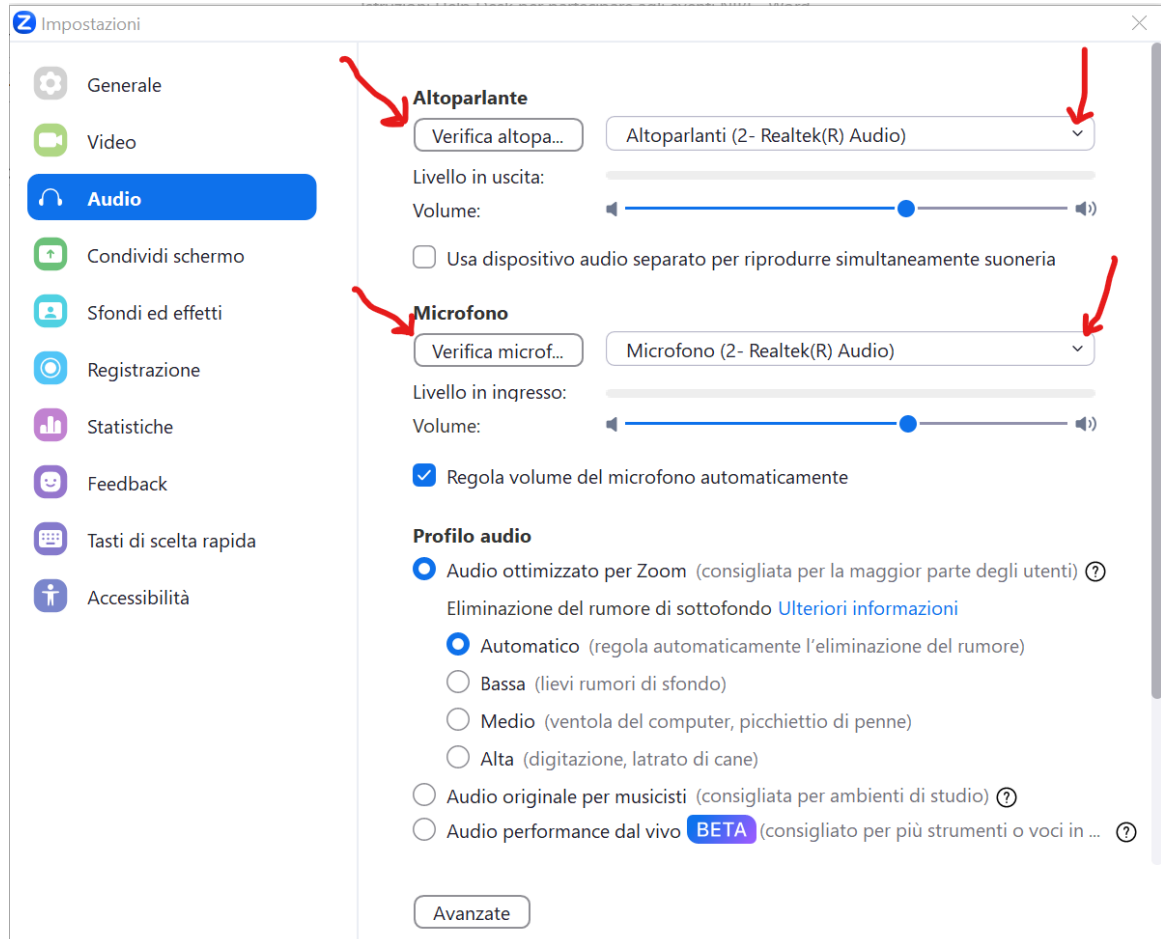 Impostazioni
Generale
Video
Audio
Condividi schermo
Sfondi ed effetti
Registrazione
Statistiche
Feedback
Tasti di scelta rapida
Accessibilità
Altoparlante
Verifica altopa... Altoparlanti (2- Realtek(R) Audio)
Livello in uscita:
Volume:
Usa dispositivo audio separato per riprodurre simultaneamente suoneria
Microfono
Verifica microf... Microfono (2- Realtek(R) Audio)
Livello in ingresso:
Volume:
Regola volume del microfono automaticamente
Profilo audio
Audio ottimizzato per Zoom (consigliata per la maggior parte degli utenti) ?
Eliminazione del rumore di sottofondo Ulteriori informazioni
Automatico (regola automaticamente l'eliminazione del rumore)
Bassa (lievi rumori di sfondo)
Medio (ventola del computer, picchiettio di penne)
Alta (digitazione, latrato di cane)
Audio originale per musicisti (consigliata per ambienti di studio) ?
Audio performance dal vivo BETA (consigliato per più strumenti o voci in ... ?
Avanzate